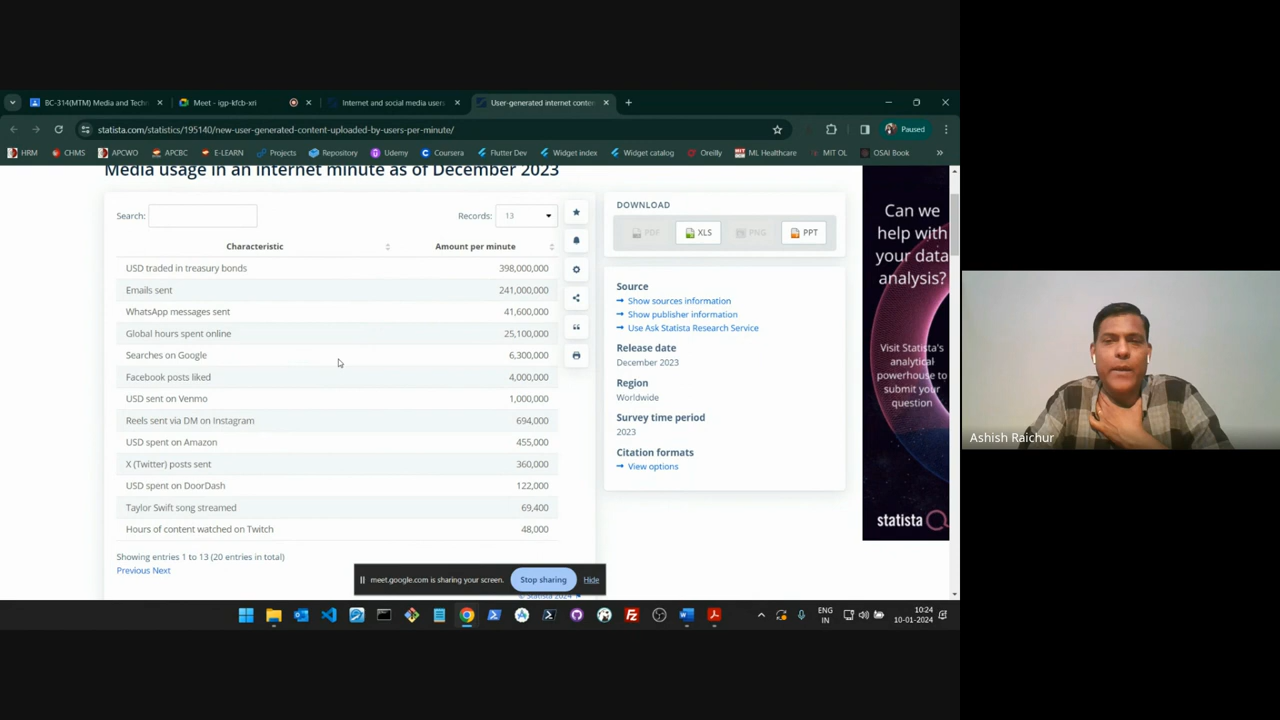 BC-314(MTM) Media and Techn
Meet - igp-kfcb-xri
Internet and social media users
User-generated internet conten
statista.com/statistics/195140/new-user-generated-content-uploaded-by-users-per-minute/
Paused
HRM
CHMS
APCWO
APCBC
E-LEARN
Projects
Repository
Udemy
Coursera
Flutter Dev
Widget index
Widget catalog
Oreilly
ML Healthcare
MIT OL
OSAI Book
Media usage in an internet minute as of December 2023
Search:
Records: 13
Characteristic Amount per minute
USD traded in treasury bonds 398,000,000
Emails sent 241,000,000
WhatsApp messages sent 41,600,000
Global hours spent online 25,100,000
Searches on Google 6,300,000
Facebook posts liked 4,000,000
USD sent on Venmo 1,000,000
Reels sent via DM on Instagram 694,000
USD spent on Amazon 455,000
X (Twitter) posts sent 360,000
USD spent on DoorDash 122,000
Taylor Swift song streamed 69,400
Hours of content watched on Twitch 48,000
Showing entries 1 to 13 (20 entries in total)
Previous Next
DOWNLOAD
PDF XLS PNG PPT
Source
Show sources information
Show publisher information
Use Ask Statista Research Service
Release date
December 2023
Region
Worldwide
Survey time period
2023
Citation formats
View options
Can we
help with
your data
analysis?
Visit Statista's
analytical
powerhouse to
submit your
question
statista
© Statista 2024
meet.google.com is sharing your screen.
Stop sharing
Hide
ENG
IN
10:24
10-01-2024
Ashish Raichur